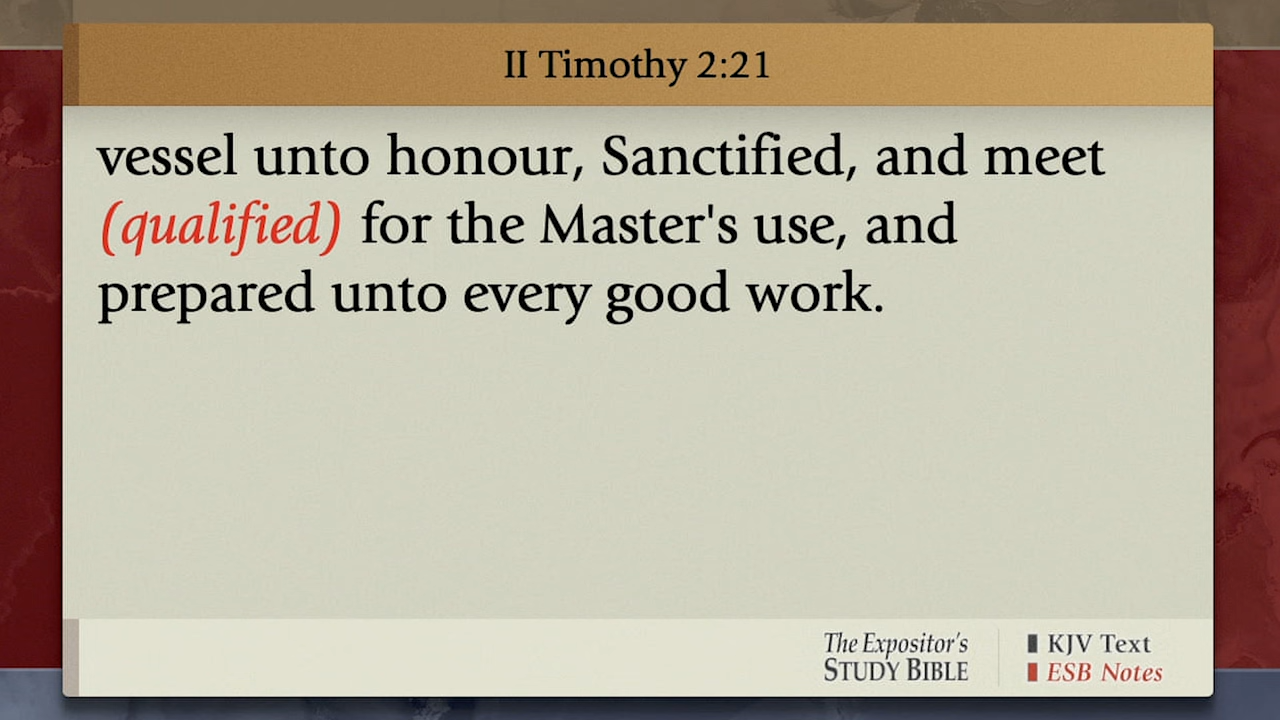 II Timothy 2:21
vessel unto honour, Sanctified, and meet
(qualified) for the Master's use, and
prepared unto every good work.
The Expositor's
STUDY BIBLE
KJV Text
ESB Notes